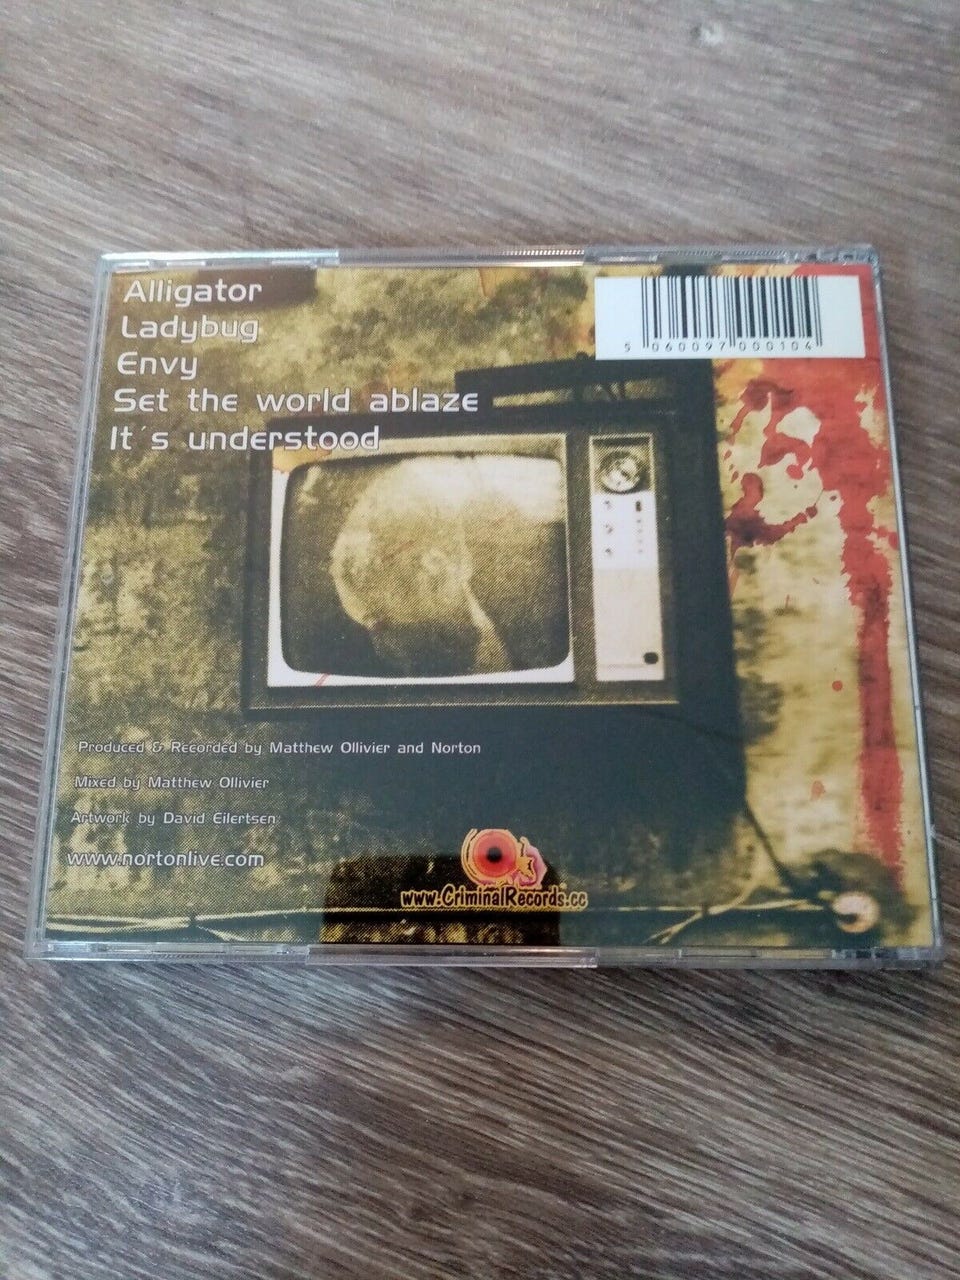 Alligator
Ladybug
Envy
Set the world ablaze
It´s understood
5 060097 000104
Produced & Recorded by Matthew Ollivier and Norton
Mixed by Matthew Ollivier
Artwork by David Eilertsen
www.nortonlive.com
www.CriminalRecords.cc